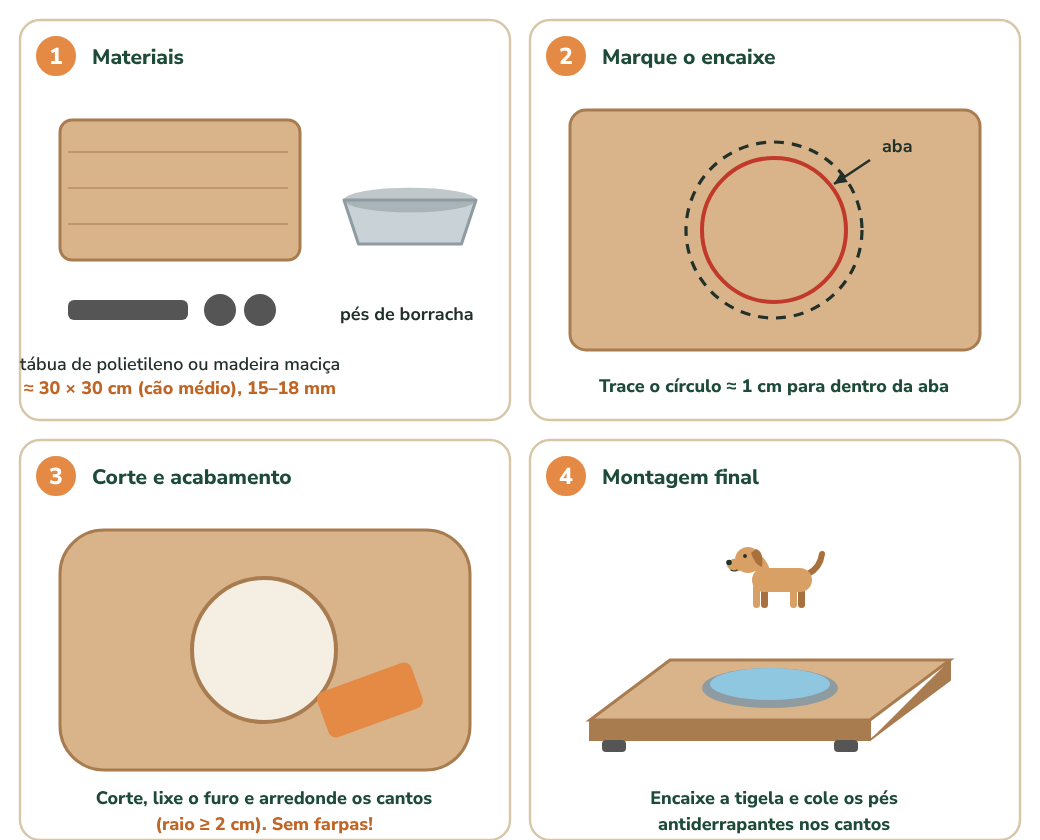 1 Materiais
pés de borracha
tábua de polietileno ou madeira maciça
≈ 30 × 30 cm (cão médio), 15–18 mm
2 Marque o encaixe
aba
Trace o círculo ≈ 1 cm para dentro da aba
3 Corte e acabamento
Corte, lixe o furo e arredonde os cantos
(raio ≥ 2 cm). Sem farpas!
4 Montagem final
Encaixe a tigela e cole os pés
antiderrapantes nos cantos